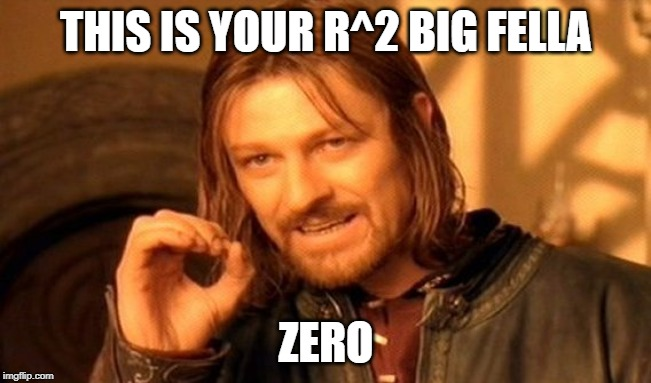 THIS IS YOUR R^2 BIG FELLA
ZERO
imgflip.com